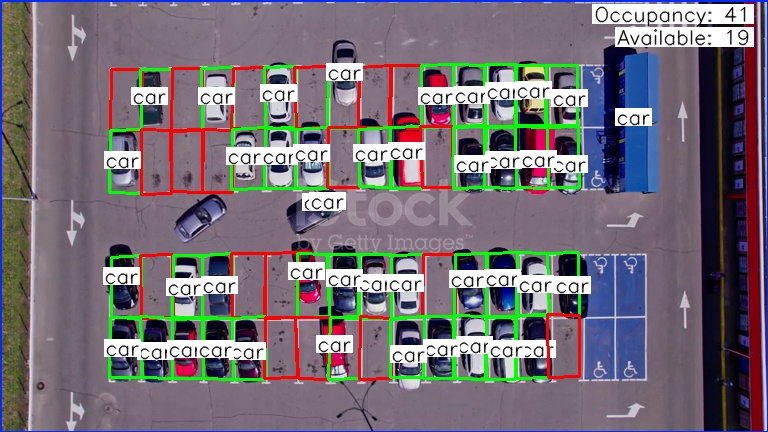 Occupancy: 41
Available: 19
car
car car car car car car car car
car
car car car car car car car car car car
car
iStock
by Getty Images™
car car car car car car car car car car car
car car car car car car car car car car car